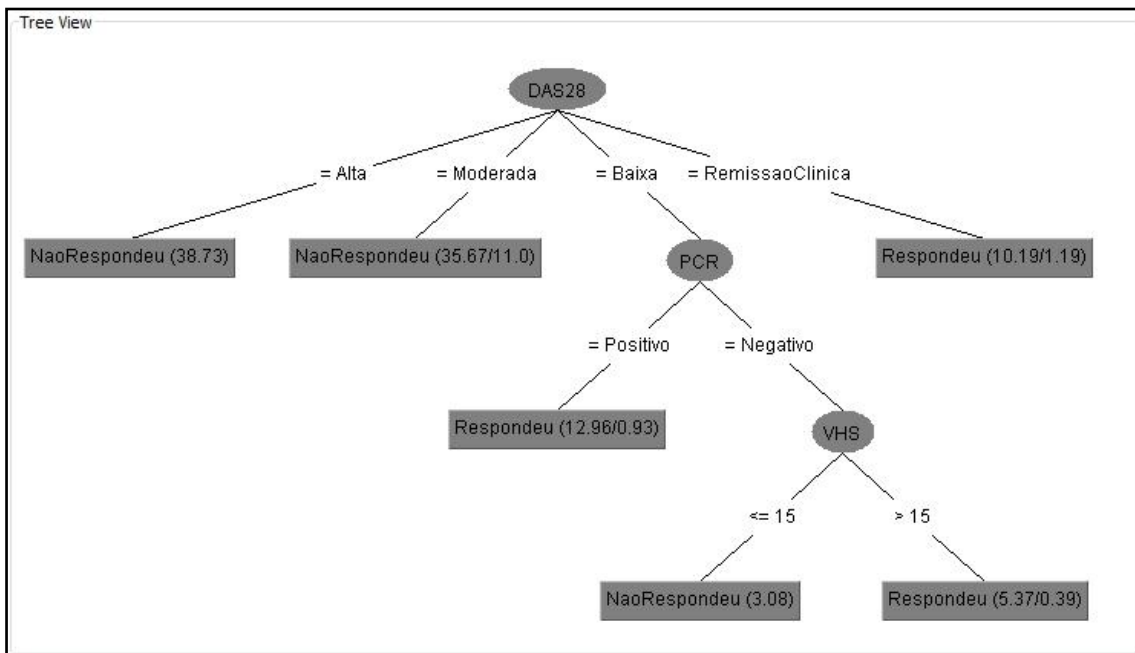 Tree View
DAS28
= Alta
= Moderada
= Baixa
= RemissaoClinica
NaoRespondeu (38.73)
NaoRespondeu (35.67/11.0)
PCR
Respondeu (10.19/1.19)
= Positivo
= Negativo
Respondeu (12.96/0.93)
VHS
<= 15
> 15
NaoRespondeu (3.08)
Respondeu (5.37/0.39)